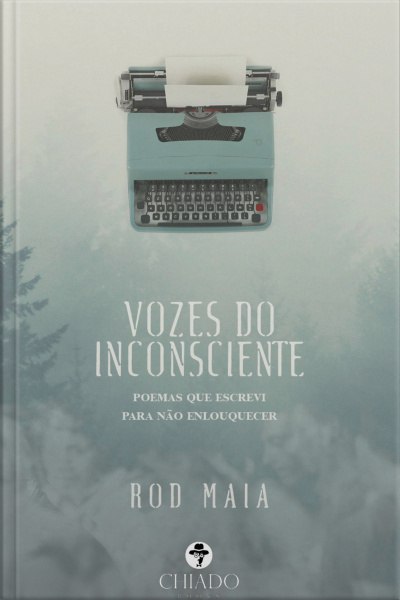 VOZES DO
INCONSCIENTE
POEMAS QUE ESCREVI
PARA NÃO ENLOUQUECER
ROD MAIA
CHIADO